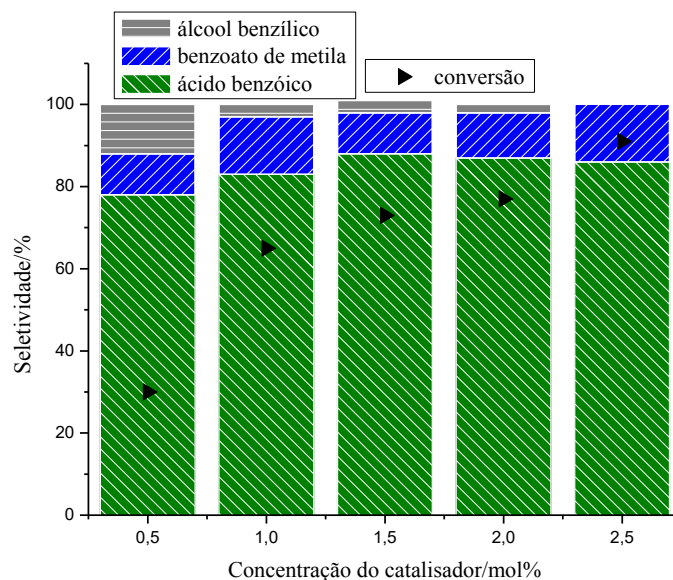 álcool benzílico
benzoato de metila
ácido benzóico
conversão
100
80
60
40
20
0
Seletividade/%
0,5 1,0 1,5 2,0 2,5
Concentração do catalisador/mol%